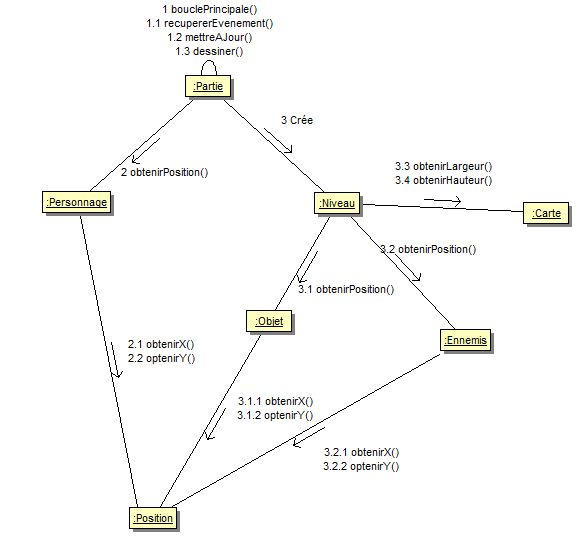 1 bouclePrincipale()
1.1 recupererEvenement()
1.2 mettreAJour()
1.3 dessiner()
:Partie
3 Crée
2 obtenirPosition()
3.3 obtenirLargeur()
3.4 obtenirHauteur()
:Personnage
:Niveau
:Carte
3.2 obtenirPosition()
3.1 obtenirPosition()
:Objet
:Ennemis
2.1 obtenirX()
2.2 optenirY()
3.1.1 obtenirX()
3.1.2 optenirY()
3.2.1 obtenirX()
3.2.2 optenirY()
:Position